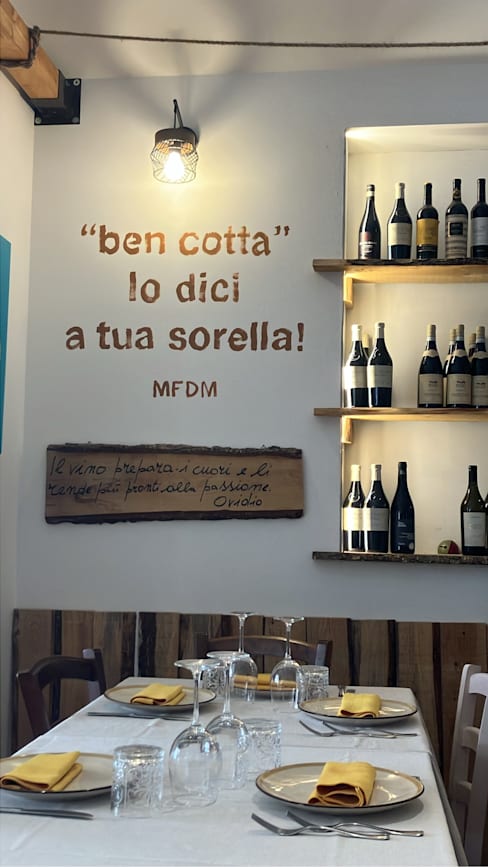 “ben cotta”
lo dici
a tua sorella!
MFDM
Il vino prepara i cuori e li
rende più pronti alla passione.
Ovidio